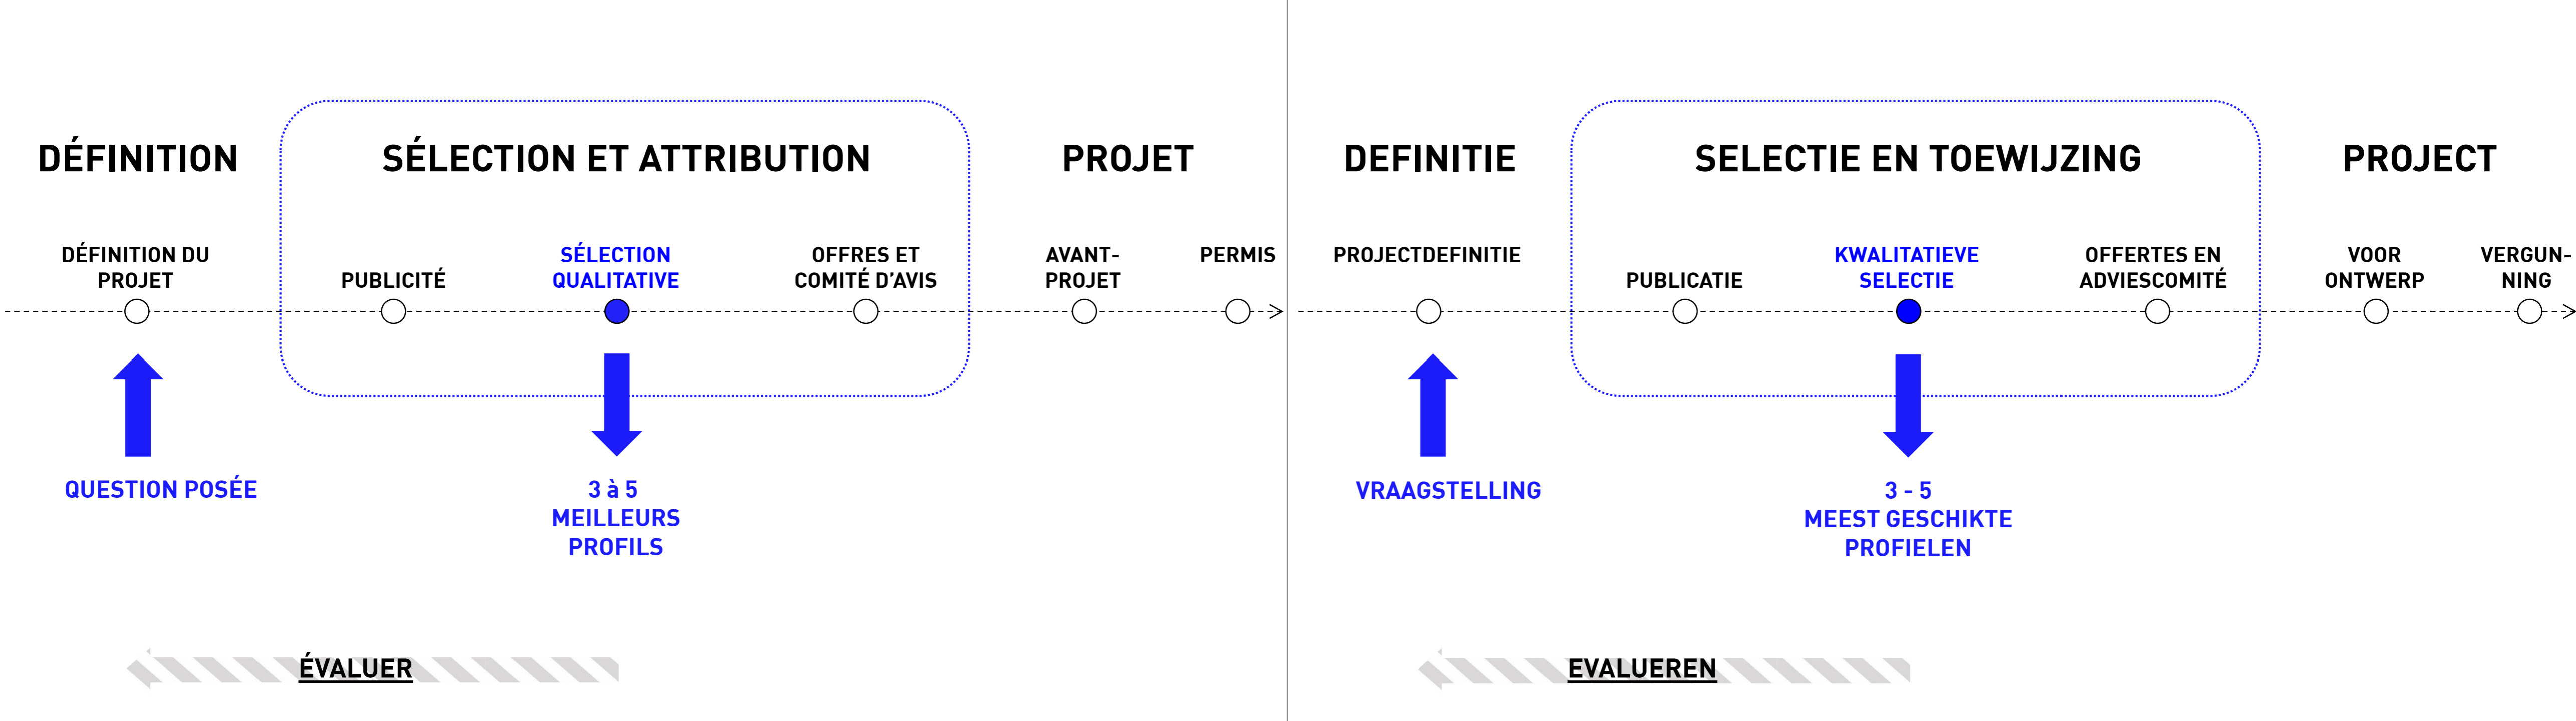 DÉFINITION
SÉLECTION ET ATTRIBUTION
PROJET
DÉFINITION DU
PROJET
PUBLICITÉ
SÉLECTION
QUALITATIVE
OFFRES ET
COMITÉ D’AVIS
AVANT-
PROJET
PERMIS
QUESTION POSÉE
3 à 5
MEILLEURS
PROFILS
ÉVALUER
DEFINITIE
SELECTIE EN TOEWIJZING
PROJECT
PROJECTDEFINITIE
PUBLICATIE
KWALITATIEVE
SELECTIE
OFFERTES EN
ADVIESCOMITÉ
VOOR
ONTWERP
VERGUN-
NING
VRAAGSTELLING
3 - 5
MEEST GESCHIKTE
PROFIELEN
EVALUEREN